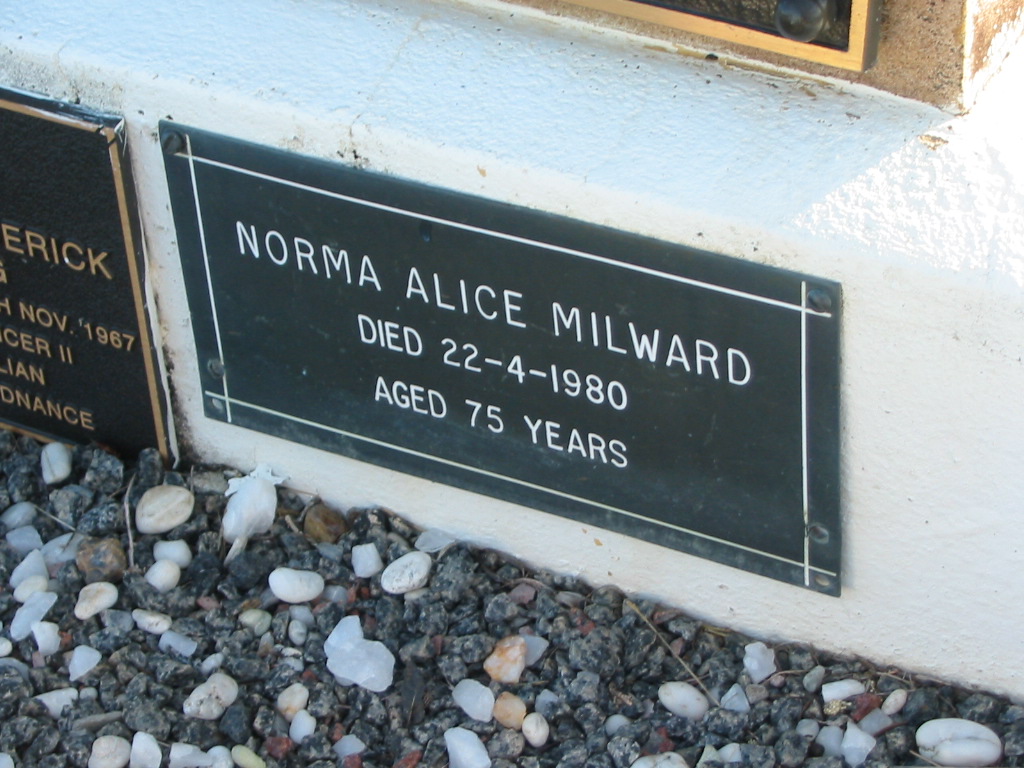 ERICK
NOV. 1967
CER II
LIAN
DNANCE
NORMA ALICE MILWARD
DIED 22-4-1980
AGED 75 YEARS